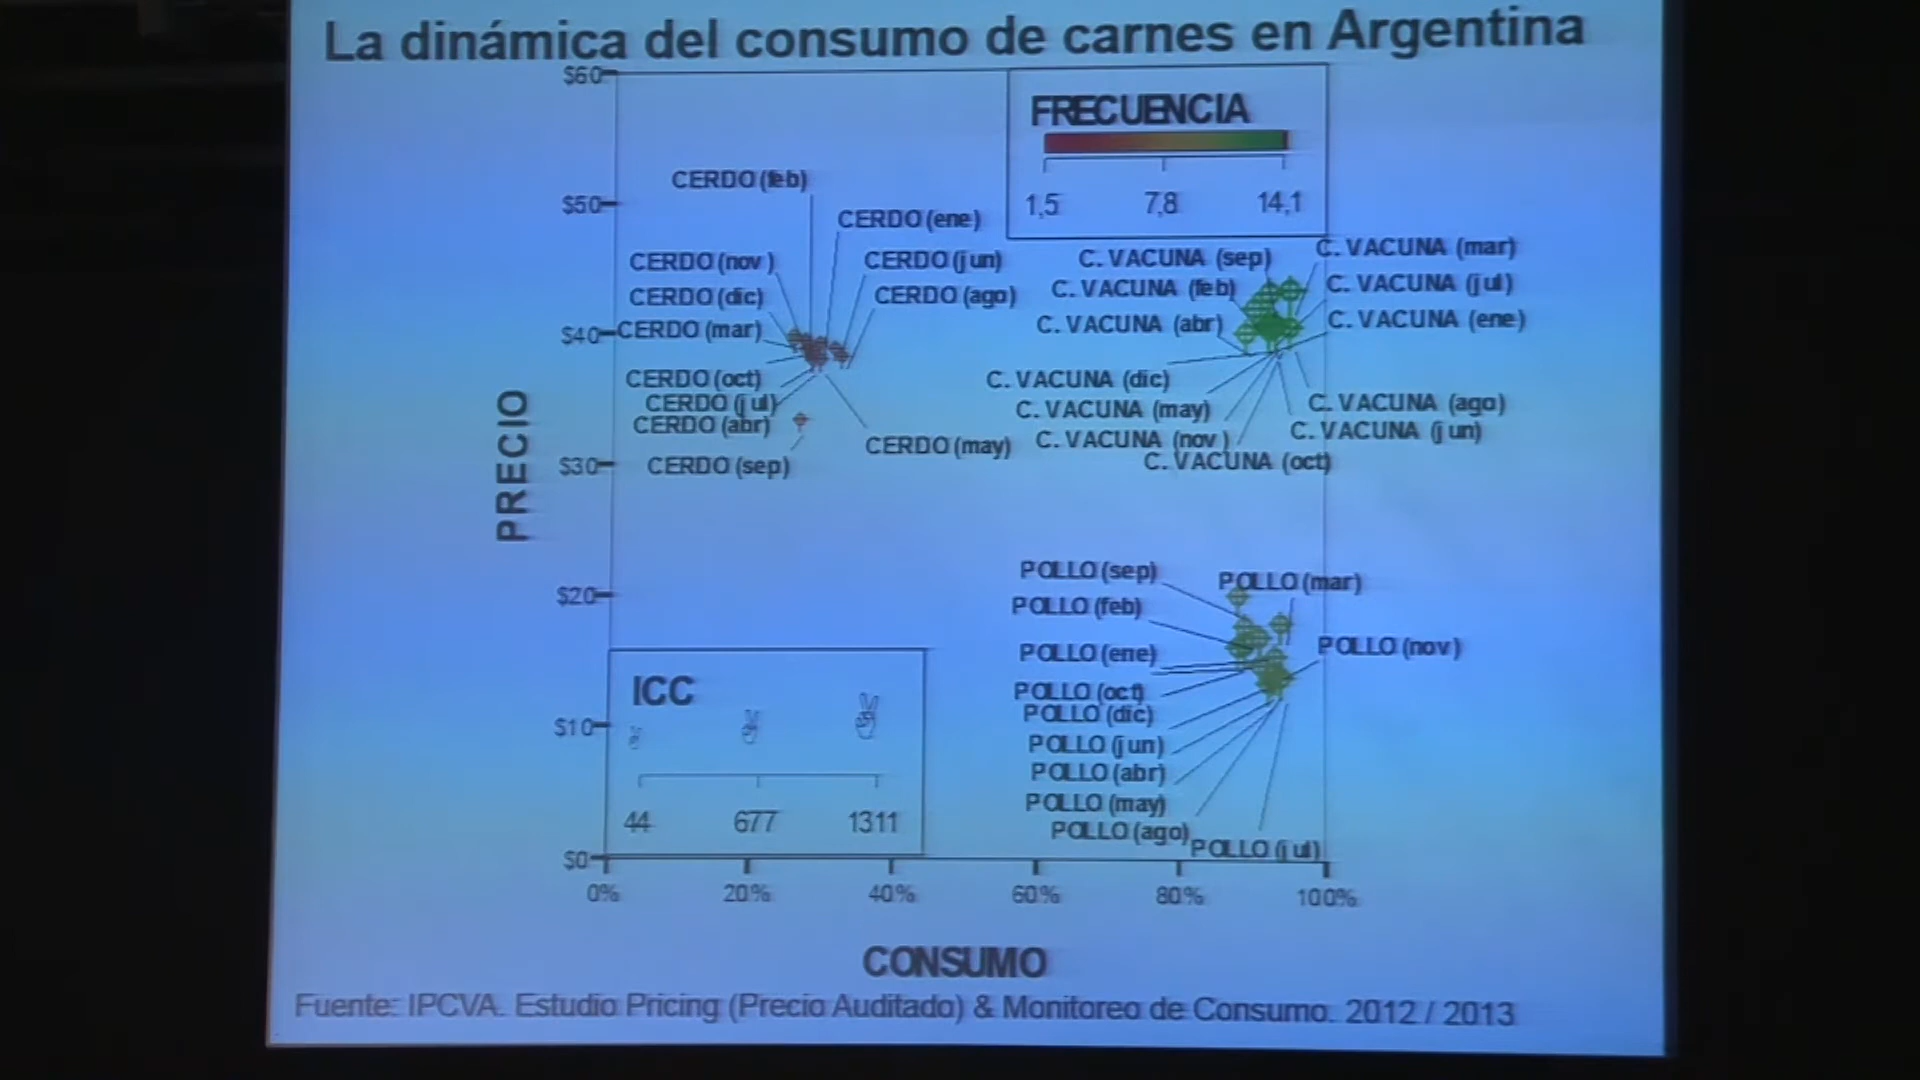 La dinámica del consumo de carnes en Argentina
$60
FRECUENCIA
1,5 7,8 14,1
$50
CERDO (feb)
CERDO (ene)
CERDO (nov)
CERDO (jun)
CERDO (dic)
CERDO (ago)
$40
CERDO (mar)
CERDO (oct)
CERDO (jul)
CERDO (abr)
CERDO (may)
CERDO (sep)
C. VACUNA (sep)
C. VACUNA (mar)
C. VACUNA (feb)
C. VACUNA (jul)
C. VACUNA (abr)
C. VACUNA (ene)
C. VACUNA (dic)
C. VACUNA (may)
C. VACUNA (ago)
C. VACUNA (nov)
C. VACUNA (jun)
C. VACUNA (oct)
PRECIO
$30
$20
POLLO (sep)
POLLO (mar)
POLLO (feb)
POLLO (ene)
POLLO (nov)
POLLO (oct)
POLLO (dic)
POLLO (jun)
POLLO (abr)
POLLO (may)
POLLO (ago)
POLLO (jul)
ICC
44 677 1311
$10
$0
0% 20% 40% 60% 80% 100%
CONSUMO
Fuente: IPCVA. Estudio Pricing (Precio Auditado) & Monitoreo de Consumo. 2012 / 2013